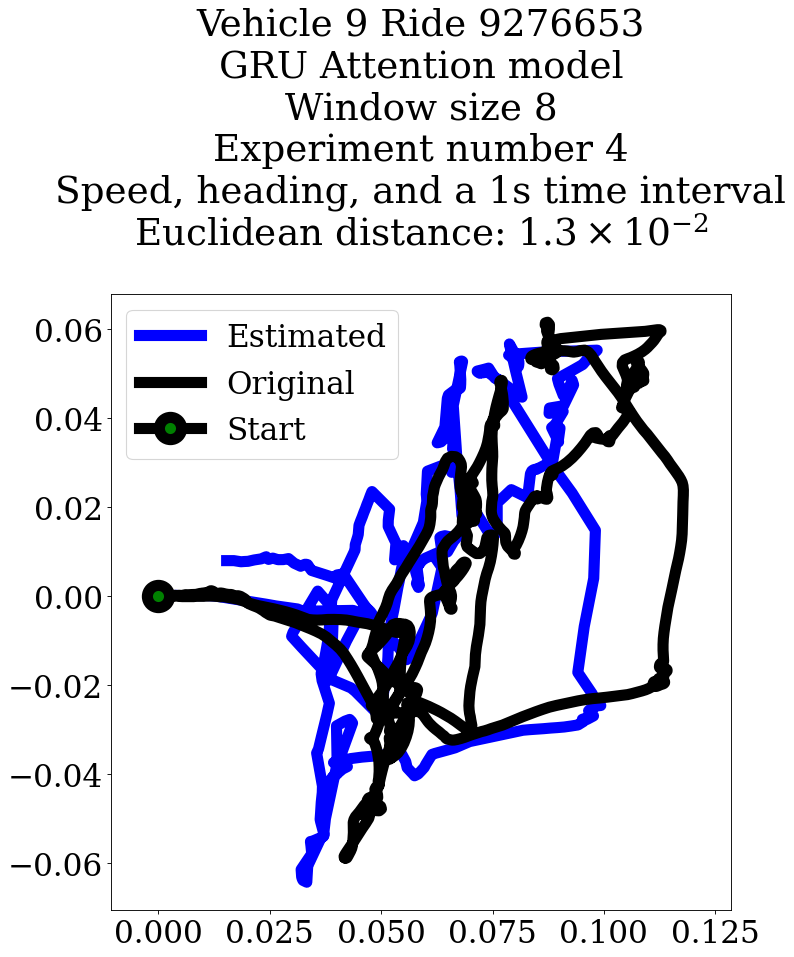 Vehicle 9 Ride 9276653
GRU Attention model
Window size 8
Experiment number 4
Speed, heading, and a 1s time interval
Euclidean distance: 1.3 × 10⁻²
Estimated
Original
Start
0.06
0.04
0.02
0.00
−0.02
−0.04
−0.06
0.000 0.025 0.050 0.075 0.100 0.125